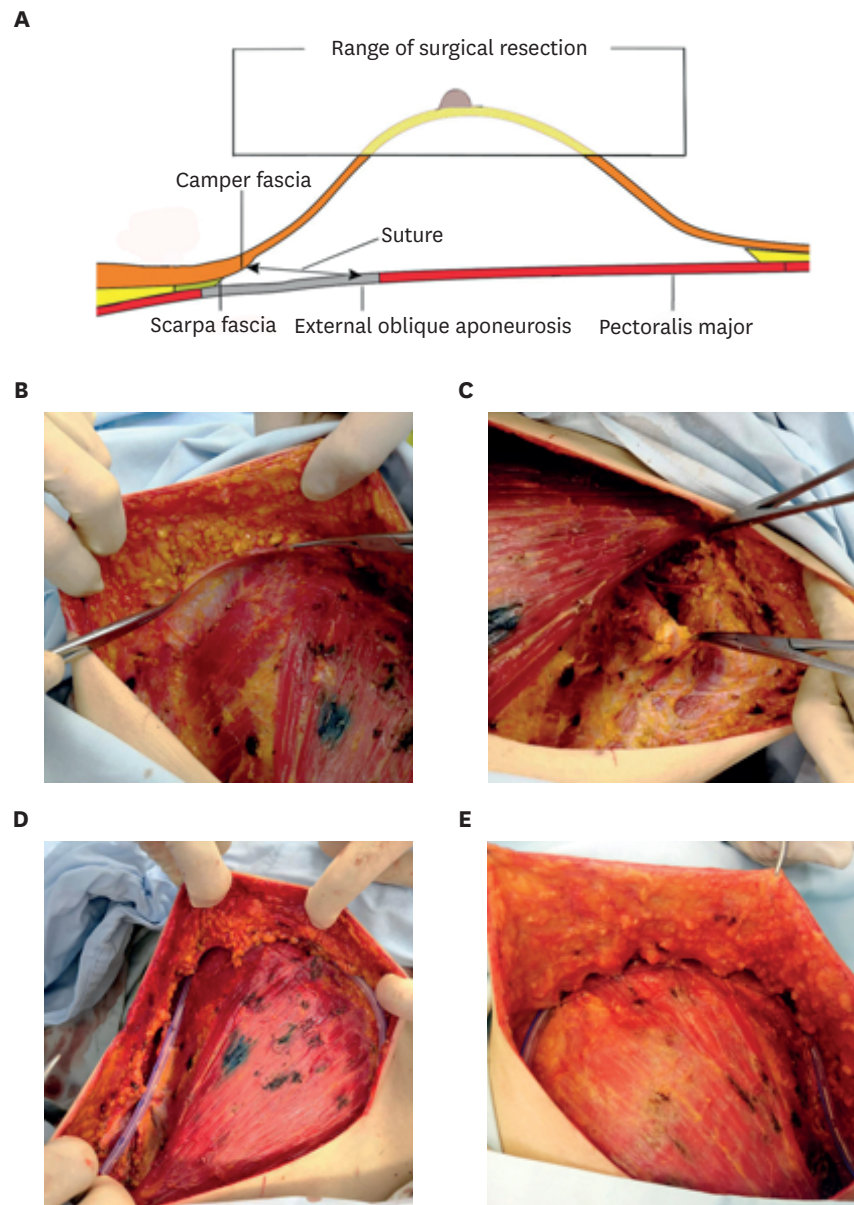 A
Range of surgical resection
Camper fascia
Suture
Scarpa fascia External oblique aponeurosis Pectoralis major
B
C
D
E